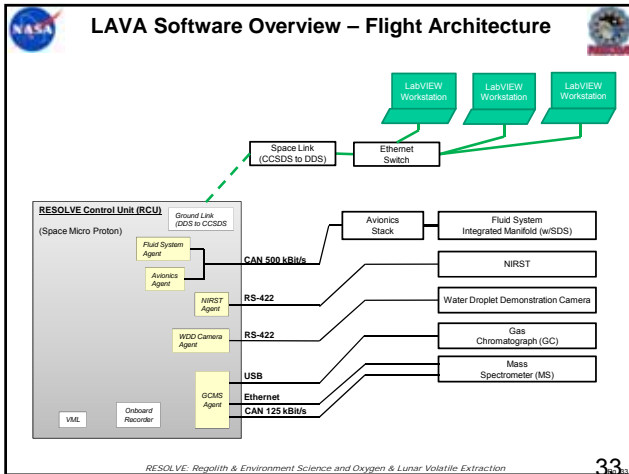 NASA
LAVA Software Overview – Flight Architecture
LabVIEW
Workstation
LabVIEW
Workstation
LabVIEW
Workstation
Space Link
(CCSDS to DDS)
Ethernet
Switch
RESOLVE Control Unit (RCU)
(Space Micro Proton)
Ground Link
(DDS to CCSDS
Fluid System
Agent
Avionics
Agent
CAN 500 kBit/s
Avionics
Stack
Fluid System
Integrated Manifold (w/SDS)
NIRST
Agent
RS-422
NIRST
WDD Camera
Agent
RS-422
Water Droplet Demonstration Camera
GCMS
Agent
USB
Gas
Chromatograph (GC)
Ethernet
CAN 125 kBit/s
Mass
Spectrometer (MS)
VML
Onboard
Recorder
RESOLVE: Regolith & Environment Science and Oxygen & Lunar Volatile Extraction
33